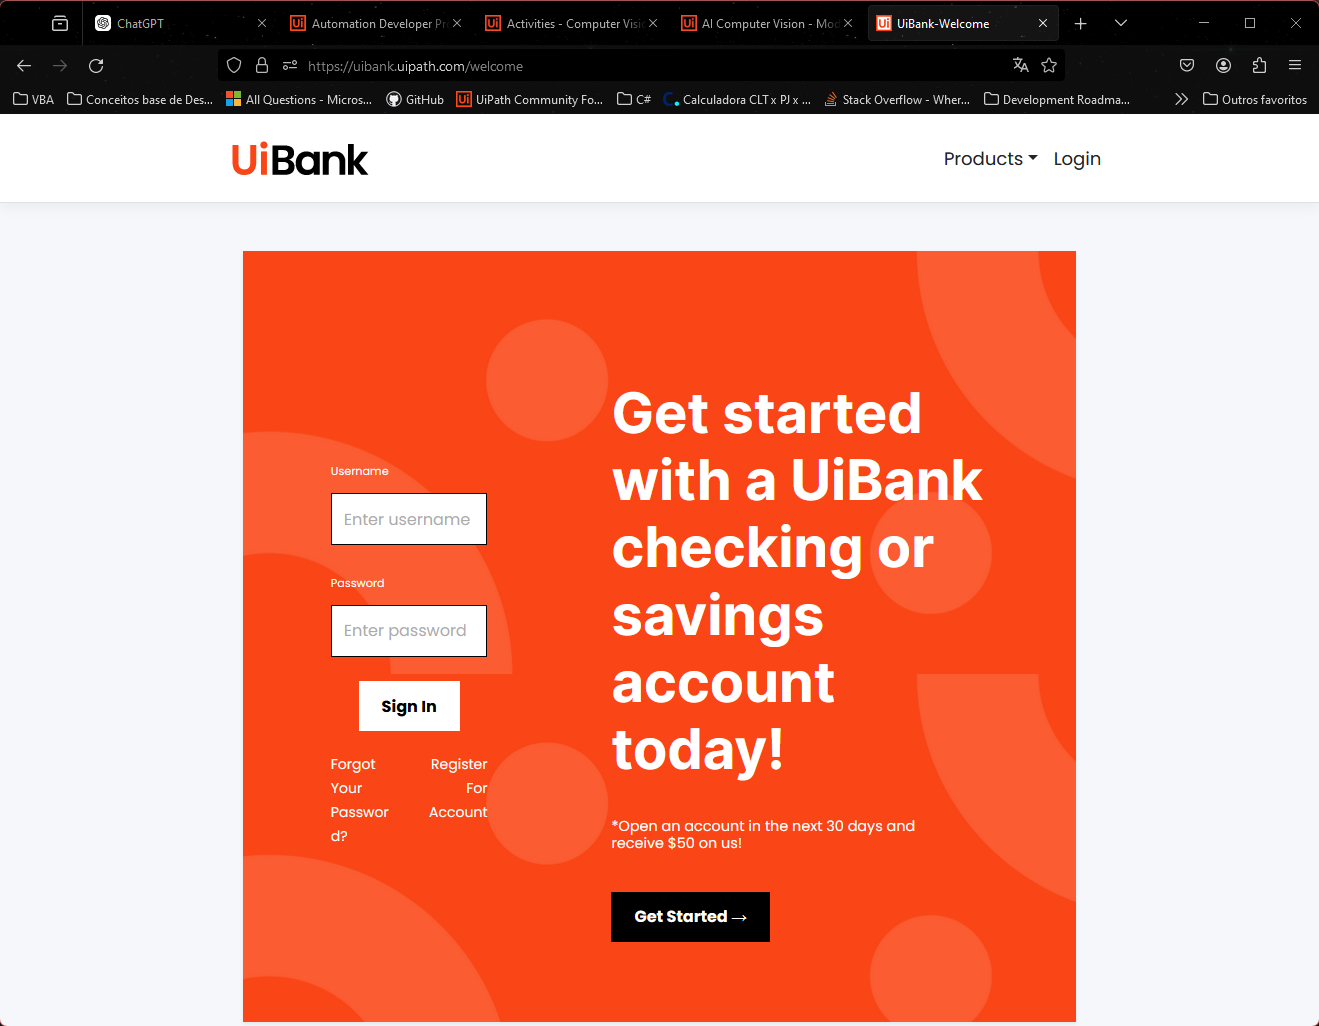 ChatGPT
Automation Developer Pr
Activities - Computer Visi
AI Computer Vision - Mod
UiBank-Welcome
https://uibank.uipath.com/welcome
VBA
Conceitos base de Des...
All Questions - Micros...
GitHub
UiPath Community Fo...
C#
Calculadora CLT x PJ x ...
Stack Overflow - Wher...
Development Roadma...
Outros favoritos
UiBank
Products
Login
Username
Enter username
Password
Enter password
Sign In
Forgot
Your
Passwor
d?
Register
For
Account
Get started
with a UiBank
checking or
savings
account
today!
*Open an account in the next 30 days and
receive $50 on us!
Get Started →